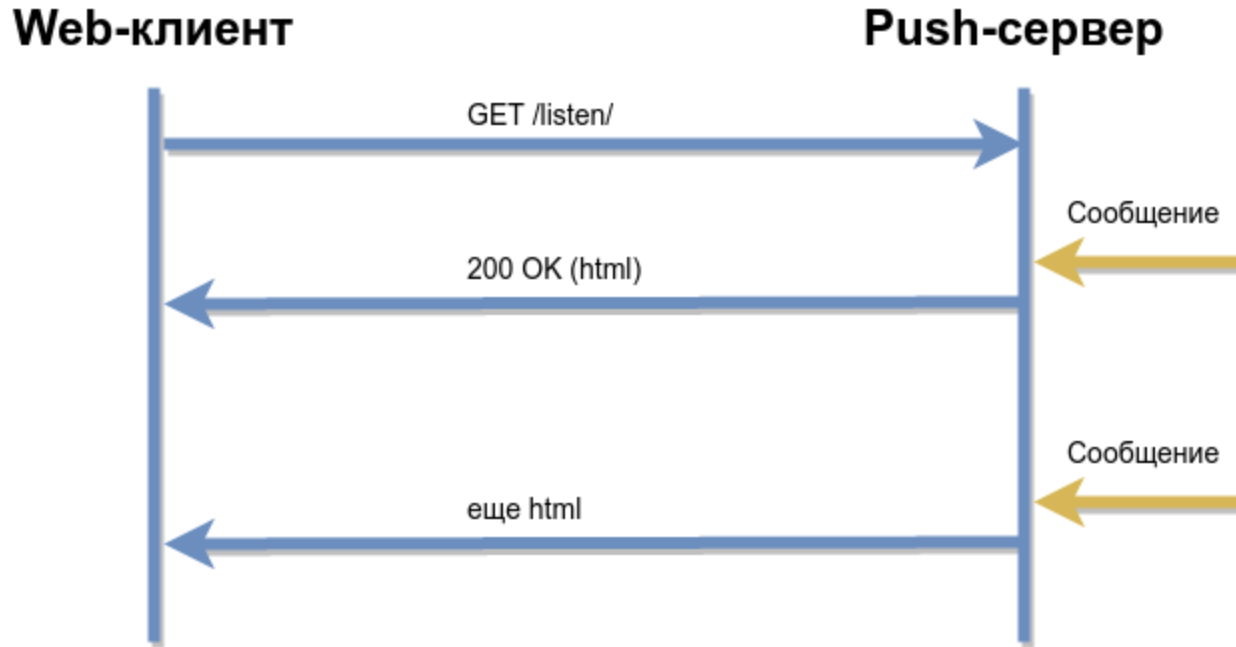 Web-клиент
Push-сервер
GET /listen/
Сообщение
200 OK (html)
Сообщение
еще html